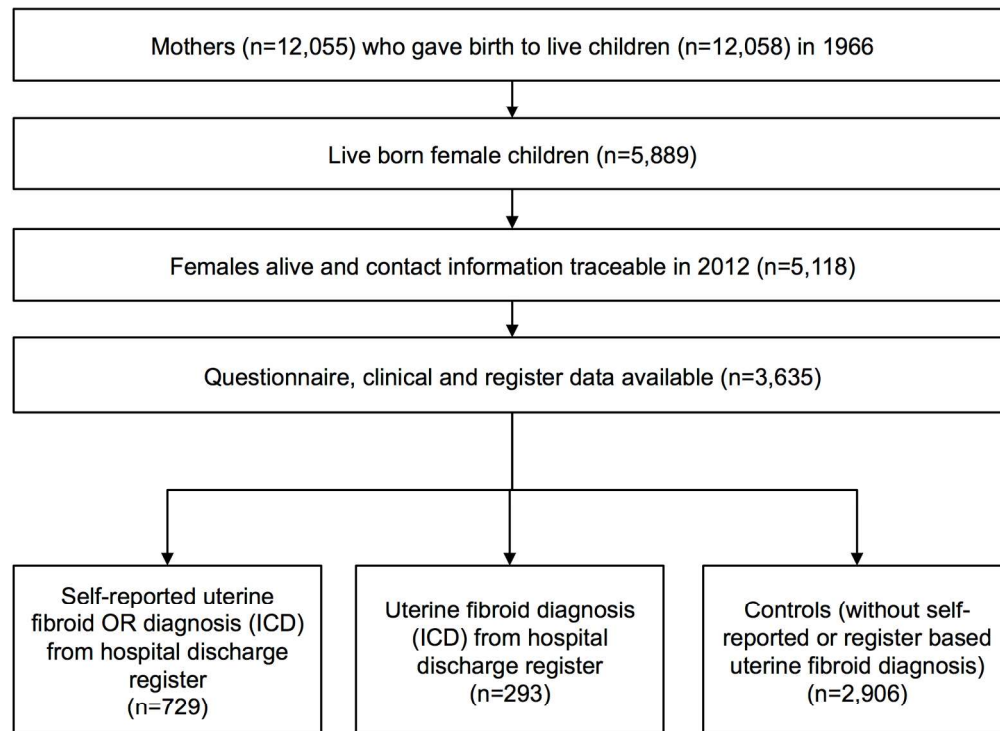 Mothers (n=12,055) who gave birth to live children (n=12,058) in 1966
Live born female children (n=5,889)
Females alive and contact information traceable in 2012 (n=5,118)
Questionnaire, clinical and register data available (n=3,635)
Self-reported uterine
fibroid OR diagnosis (ICD)
from hospital discharge
register
(n=729)
Uterine fibroid diagnosis
(ICD) from hospital
discharge register
(n=293)
Controls (without self-
reported or register based
uterine fibroid diagnosis)
(n=2,906)